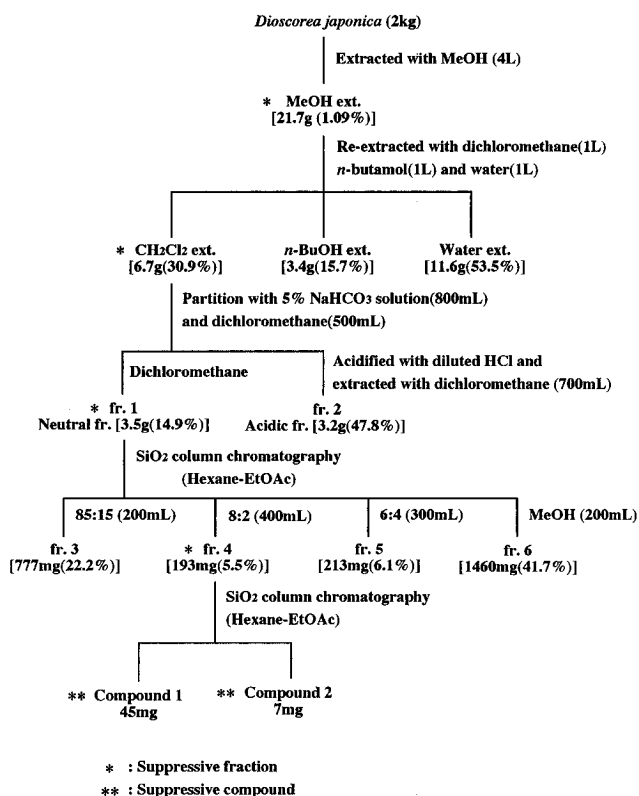 Dioscorea japonica (2kg)
Extracted with MeOH (4L)
* MeOH ext.
[21.7g (1.09%)]
Re-extracted with dichloromethane(1L)
n-butamol(1L) and water(1L)
* CH2Cl2 ext.
[6.7g(30.9%)]
n-BuOH ext.
[3.4g(15.7%)]
Water ext.
[11.6g(53.5%)]
Partition with 5% NaHCO3 solution(800mL)
and dichloromethane(500mL)
Dichloromethane
Acidified with diluted HCl and
extracted with dichloromethane (700mL)
* fr. 1
Neutral fr. [3.5g(14.9%)]
fr. 2
Acidic fr. [3.2g(47.8%)]
SiO2 column chromatography
(Hexane-EtOAc)
85:15 (200mL)
8:2 (400mL)
6:4 (300mL)
MeOH (200mL)
fr. 3
[777mg(22.2%)]
* fr. 4
[193mg(5.5%)]
fr. 5
[213mg(6.1%)]
fr. 6
[1460mg(41.7%)]
SiO2 column chromatography
(Hexane-EtOAc)
** Compound 1
45mg
** Compound 2
7mg
* : Suppressive fraction
** : Suppressive compound